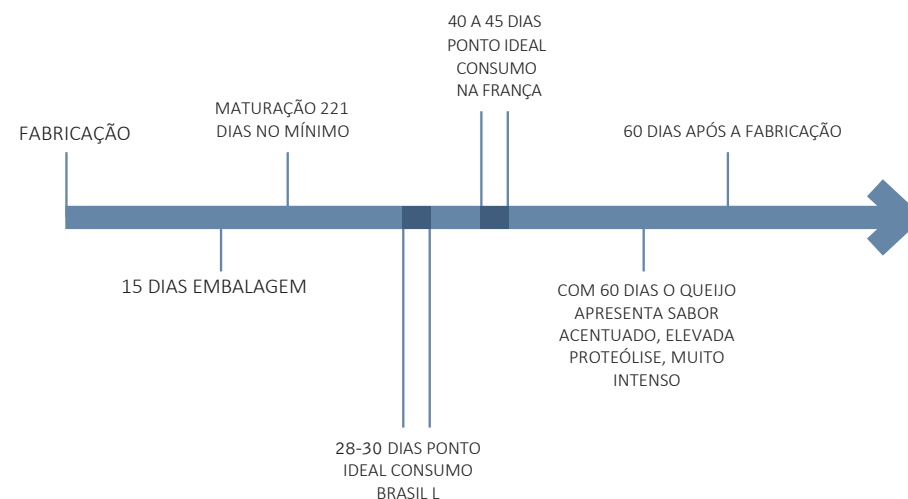 40 A 45 DIAS
PONTO IDEAL
CONSUMO
NA FRANÇA
MATURAÇÃO 221
DIAS NO MÍNIMO
FABRICAÇÃO
60 DIAS APÓS A FABRICAÇÃO
15 DIAS EMBALAGEM
COM 60 DIAS O QUEIJO
APRESENTA SABOR
ACENTUADO, ELEVADA
PROTEÓLISE, MUITO
INTENSO
28-30 DIAS PONTO
IDEAL CONSUMO
BRASIL L